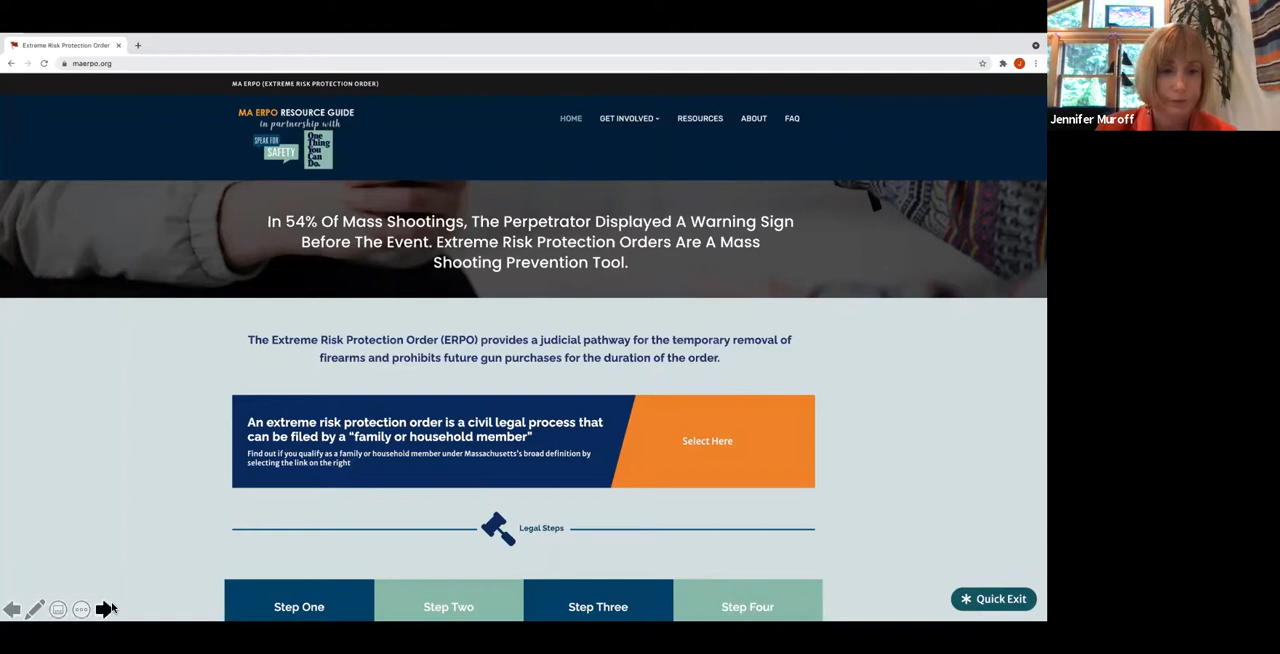 Extreme Risk Protection Order
maerpo.org
J
MA ERPO (EXTREME RISK PROTECTION ORDER)
MA ERPO RESOURCE GUIDE
in partnership with
SPEAK FOR
SAFETY
One
Thing
You
Can
Do.
HOME GET INVOLVED RESOURCES ABOUT FAQ
Jennifer Muroff
In 54% Of Mass Shootings, The Perpetrator Displayed A Warning Sign
Before The Event. Extreme Risk Protection Orders Are A Mass
Shooting Prevention Tool.
The Extreme Risk Protection Order (ERPO) provides a judicial pathway for the temporary removal of
firearms and prohibits future gun purchases for the duration of the order.
An extreme risk protection order is a civil legal process that
can be filed by a “family or household member”
Find out if you qualify as a family or household member under Massachusetts's broad definition by
selecting the link on the right
Select Here
Legal Steps
Step One Step Two Step Three Step Four
Quick Exit